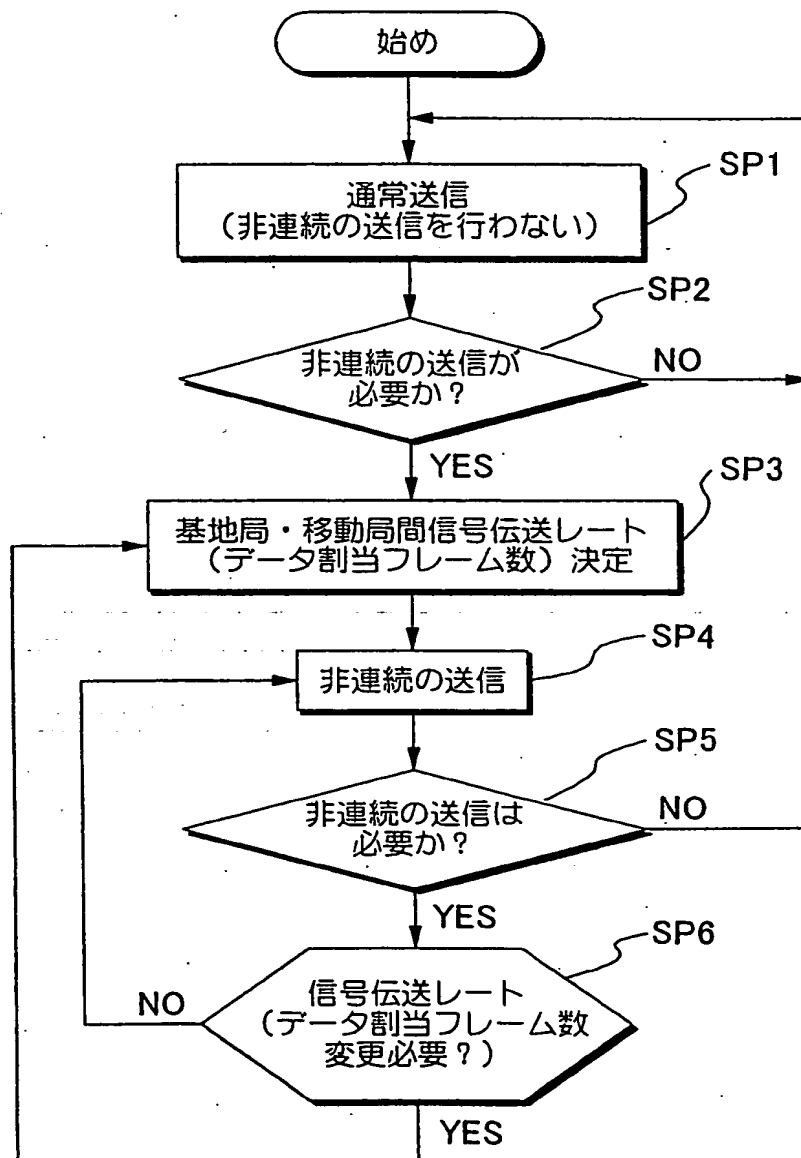 始め
SP1
通常送信
（非連続の送信を行わない）
SP2
非連続の送信が
必要か？
NO
YES
SP3
基地局・移動局間信号伝送レート
（データ割当フレーム数）決定
SP4
非連続の送信
SP5
非連続の送信は
必要か？
NO
YES
SP6
信号伝送レート
（データ割当フレーム数
変更必要？）
NO
YES